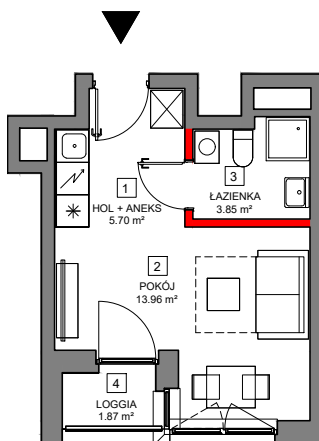 1
HOL + ANEKS
5.70 m²
3
ŁAZIENKA
3.85 m²
2
POKÓJ
13.96 m²
4
LOGGIA
1.87 m²